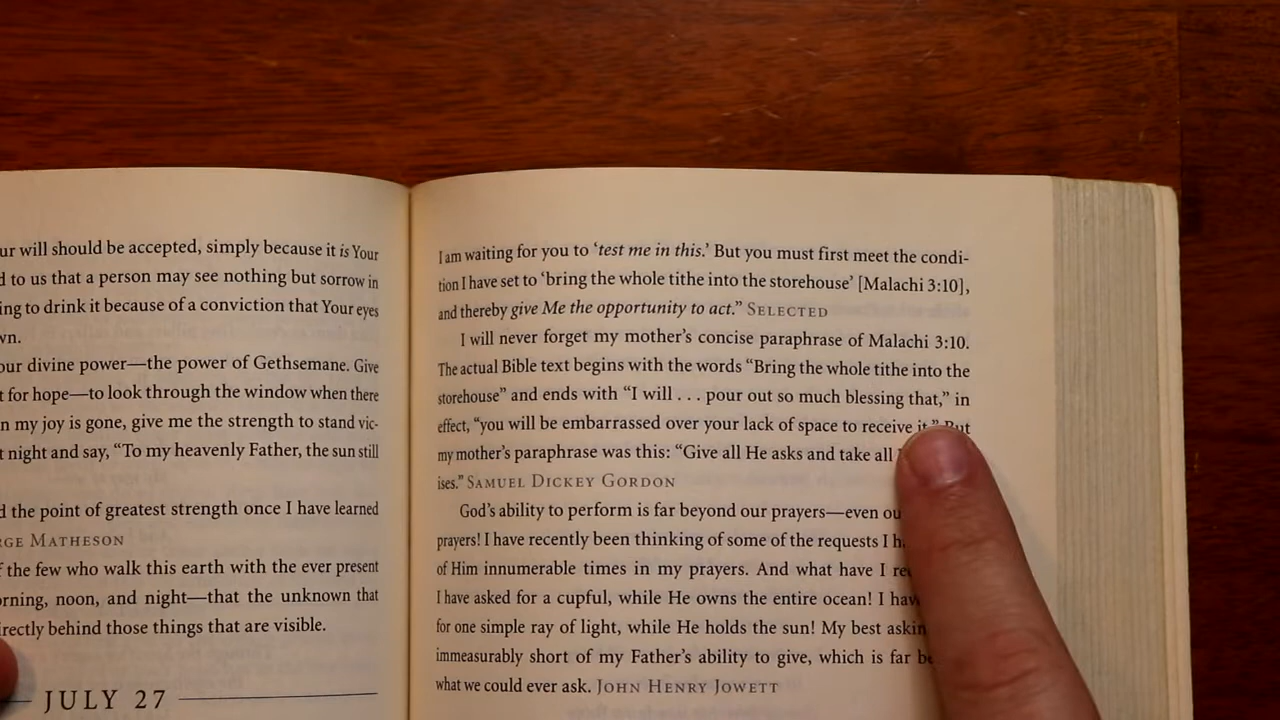 ur will should be accepted, simply because it is Your
d to us that a person may see nothing but sorrow in
ing to drink it because of a conviction that Your eyes
wn.
our divine power—the power of Gethsemane. Give
t for hope—to look through the window when there
n my joy is gone, give me the strength to stand vic-
t night and say, “To my heavenly Father, the sun still
d the point of greatest strength once I have learned
RGE MATHESON
f the few who walk this earth with the ever present
orning, noon, and night—that the unknown that
irectly behind those things that are visible.
JULY 27
I am waiting for you to ‘test me in this.’ But you must first meet the condi-
tion I have set to ‘bring the whole tithe into the storehouse’ [Malachi 3:10],
and thereby give Me the opportunity to act.” SELECTED
I will never forget my mother’s concise paraphrase of Malachi 3:10.
The actual Bible text begins with the words “Bring the whole tithe into the
storehouse” and ends with “I will . . . pour out so much blessing that,” in
effect, “you will be embarrassed over your lack of space to receive it.” But
my mother’s paraphrase was this: “Give all He asks and take all
ises.” SAMUEL DICKEY GORDON
God’s ability to perform is far beyond our prayers—even ou
prayers! I have recently been thinking of some of the requests I h
of Him innumerable times in my prayers. And what have I re
I have asked for a cupful, while He owns the entire ocean! I hav
for one simple ray of light, while He holds the sun! My best askin
immeasurably short of my Father’s ability to give, which is far b
what we could ever ask. JOHN HENRY JOWETT